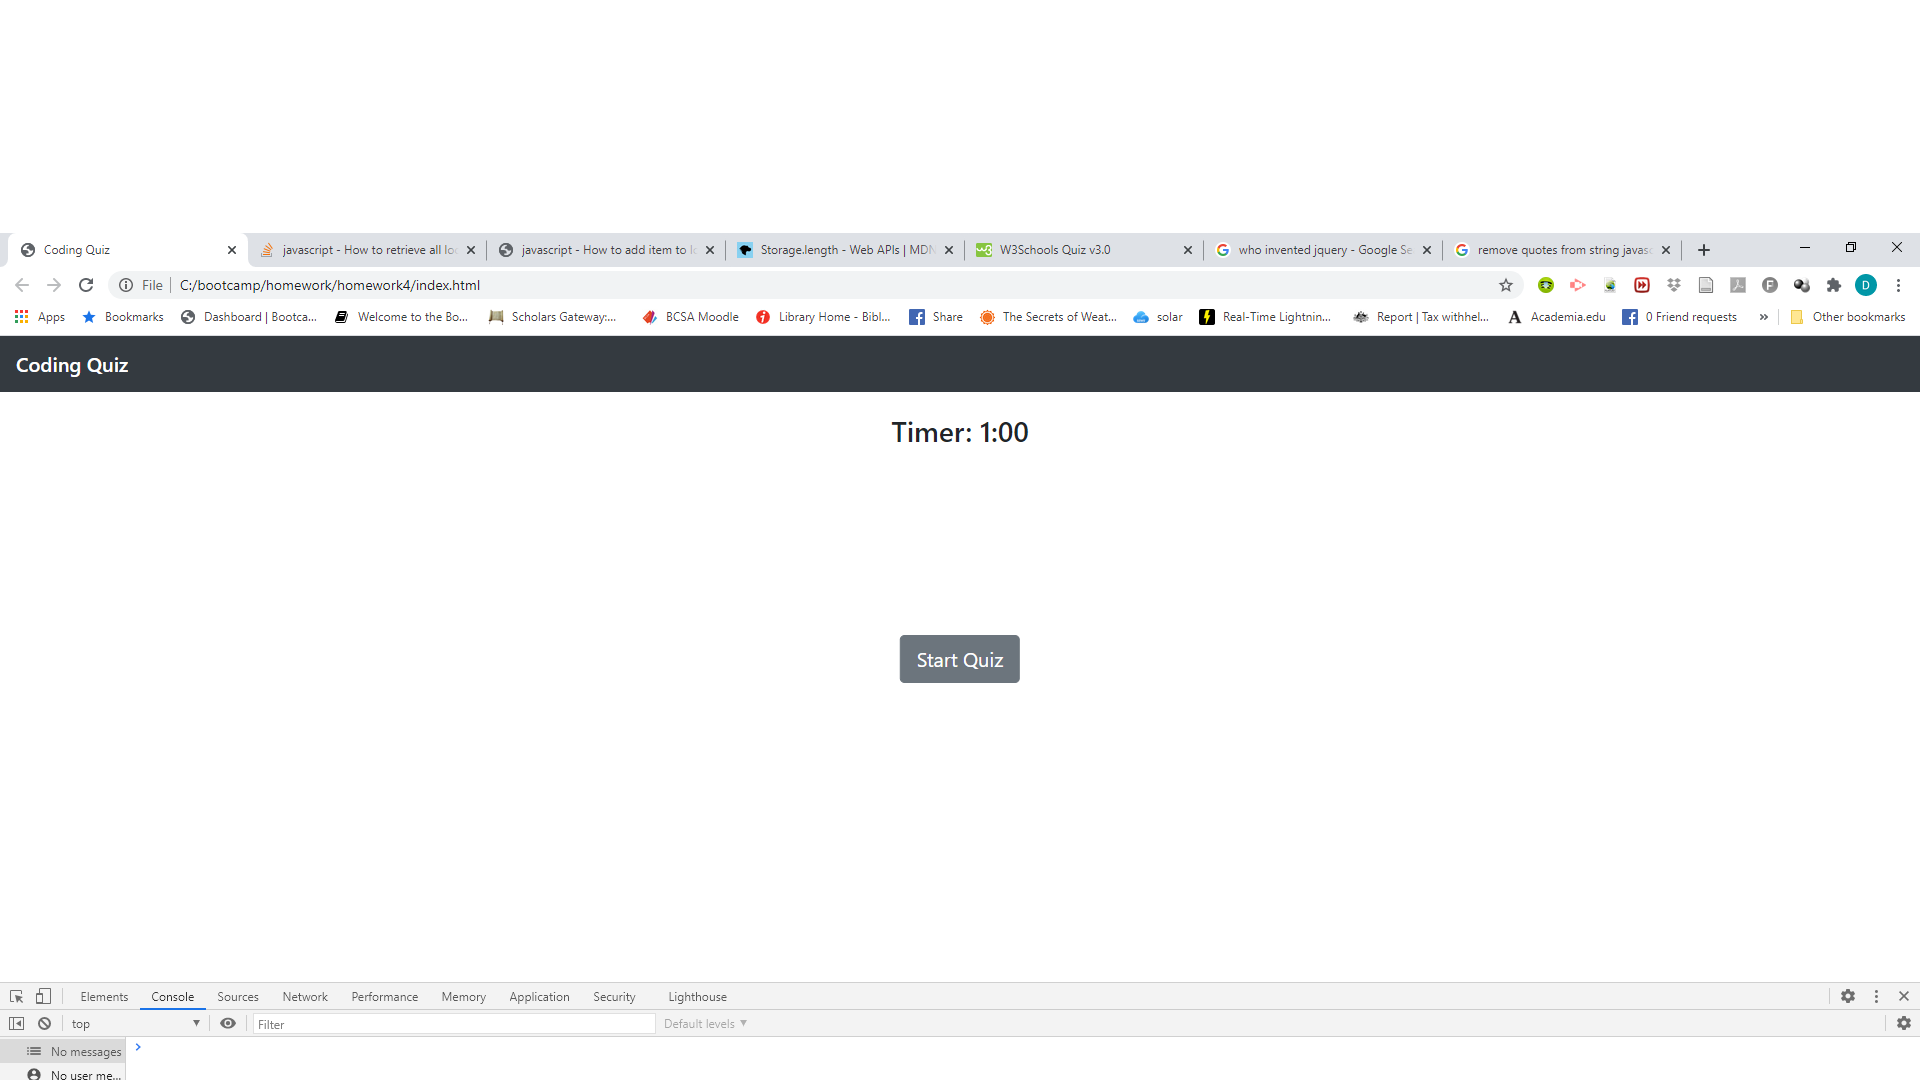 Coding Quiz
javascript - How to retrieve all loc
javascript - How to add item to lo
Storage.length - Web APIs | MDN
W3Schools Quiz v3.0
who invented jquery - Google Se
remove quotes from string javasc
File
C:/bootcamp/homework/homework4/index.html
D
Apps
Bookmarks
Dashboard | Bootca...
Welcome to the Bo...
Scholars Gateway:...
BCSA Moodle
Library Home - Bibl...
Share
The Secrets of Weat...
solar
Real-Time Lightnin...
Report | Tax withhel...
Academia.edu
0 Friend requests
»
Other bookmarks
Coding Quiz
Timer: 1:00
Start Quiz
Elements Console Sources Network Performance Memory Application Security Lighthouse
top
Filter
Default levels
No messages
No user me...